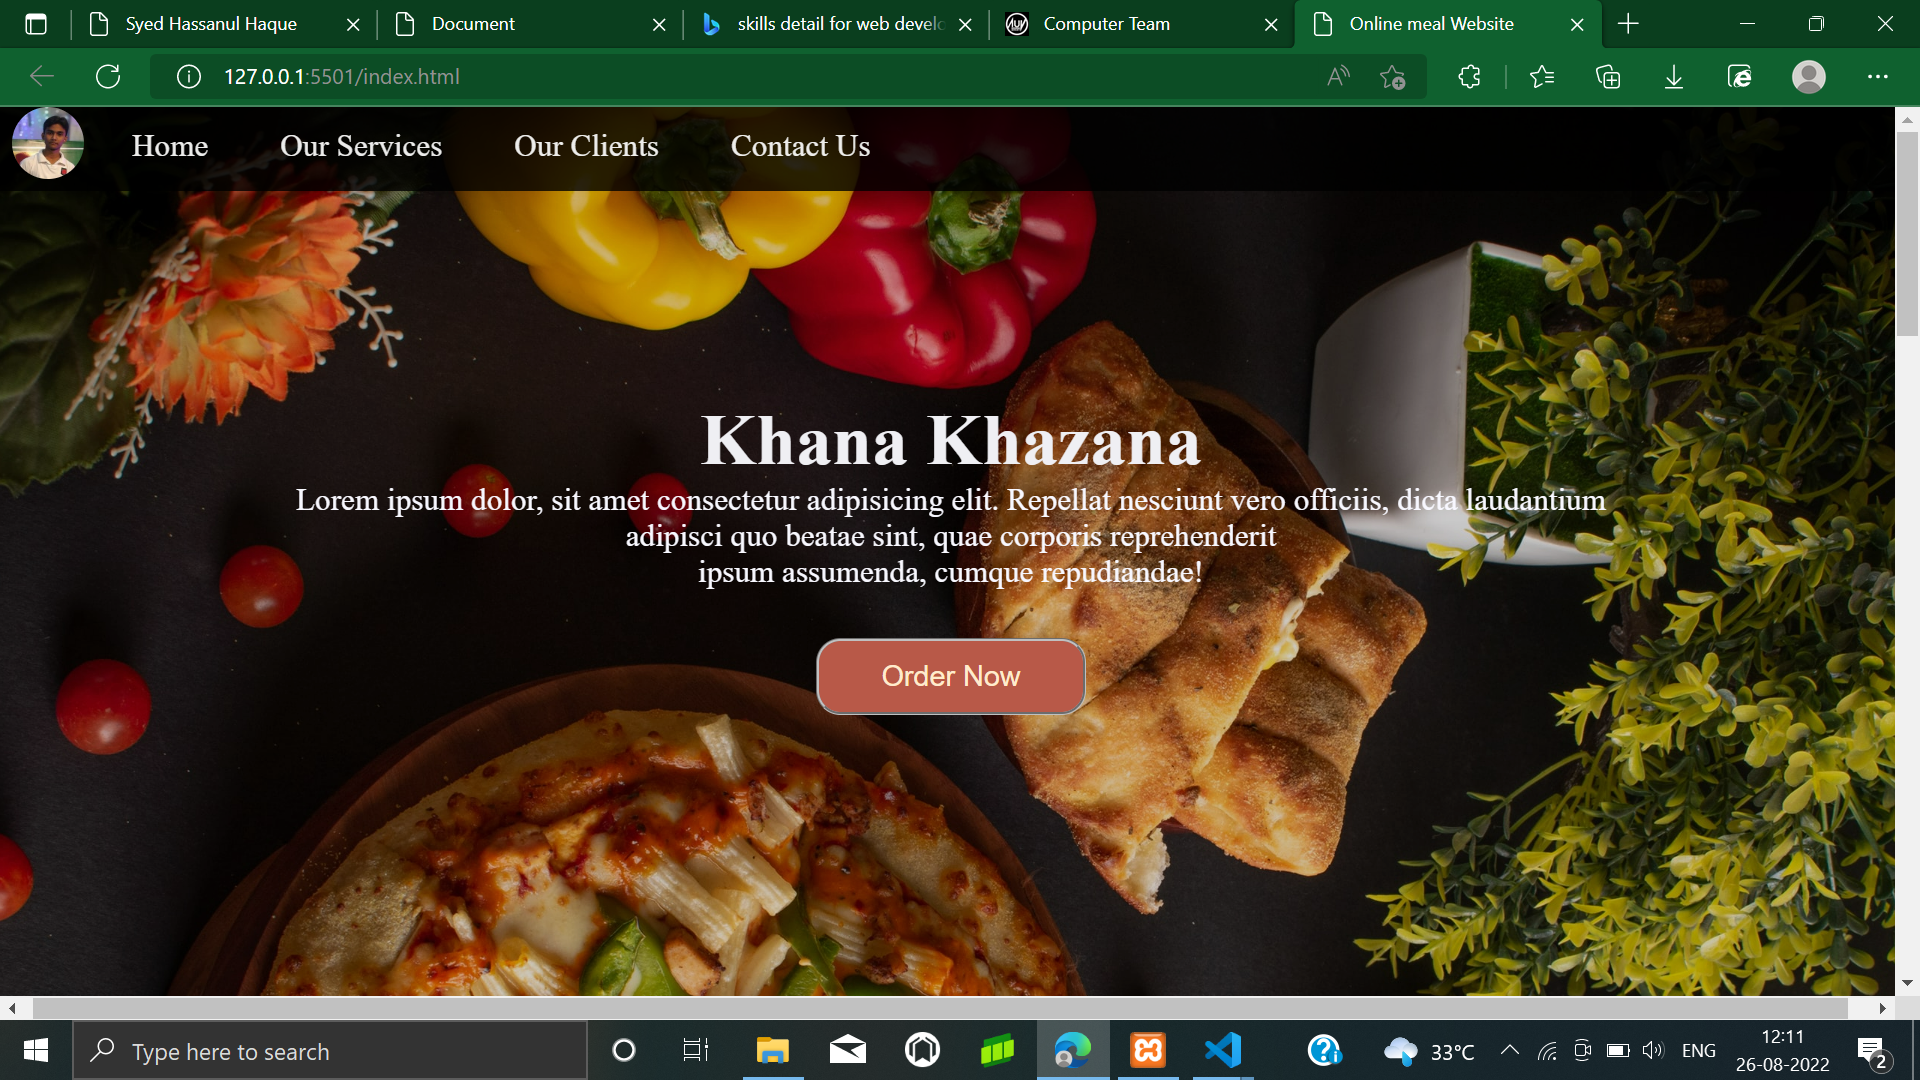 Syed Hassanul Haque
Document
skills detail for web develo
Computer Team
Online meal Website
127.0.0.1:5501/index.html
Home
Our Services
Our Clients
Contact Us
Khana Khazana
Lorem ipsum dolor, sit amet consectetur adipisicing elit. Repellat nesciunt vero officiis, dicta laudantium
adipisci quo beatae sint, quae corporis reprehenderit
ipsum assumenda, cumque repudiandae!
Order Now
Type here to search
33°C
ENG
12:11
26-08-2022
2